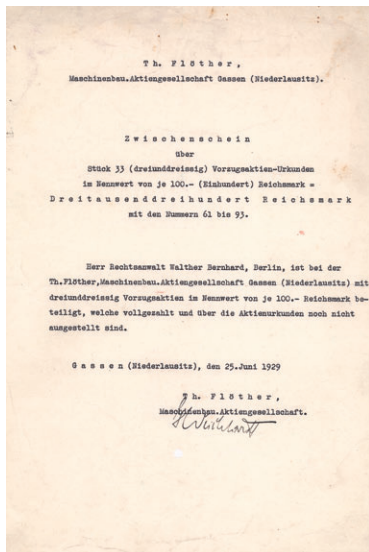 Th. Flöther,
Maschinenbau.Aktiengesellschaft Gassen (Niederlausitz).
Zwischenschein
über
Stück 33 (dreiunddreissig) Vorzugsaktien-Urkunden
im Nennwert von je 100.- (Einhundert) Reichsmark =
Dreitausenddreihundert Reichsmark
mit den Nummern 61 bis 93.
Herr Rechtsanwalt Walther Bernhard, Berlin, ist bei der
Th.Flöther,Maschinenbau.Aktiengesellschaft Gassen (Niederlausitz) mit
dreiunddreissig Vorzugsaktien im Nennwert von je 100.- Reichsmark be-
teiligt, welche vollgezahlt und über die Aktienurkunden noch nicht
ausgestellt sind.
Gassen (Niederlausitz), den 25.Juni 1929
Th. Flöther,
Maschinenbau.Aktiengesellschaft.